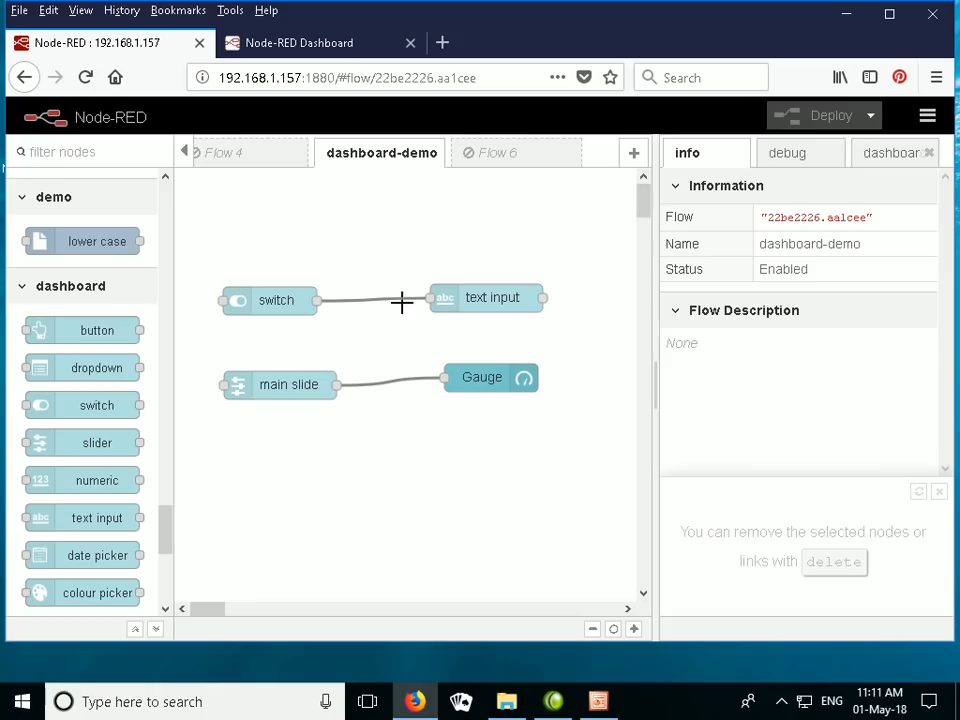 File Edit View History Bookmarks Tools Help
Node-RED : 192.168.1.157
Node-RED Dashboard
192.168.1.157:1880/#flow/22be2226.aa1cee
Search
Node-RED
Deploy
filter nodes
Flow 4
dashboard-demo
Flow 6
info
debug
dashboar
demo
lower case
dashboard
button
dropdown
switch
slider
123 numeric
abc text input
date picker
colour picker
switch
abc text input
main slide
Gauge
Information
Flow "22be2226.aa1cee"
Name dashboard-demo
Status Enabled
Flow Description
None
You can remove the selected nodes or
links with delete
Type here to search
ENG
11:11 AM
01-May-18